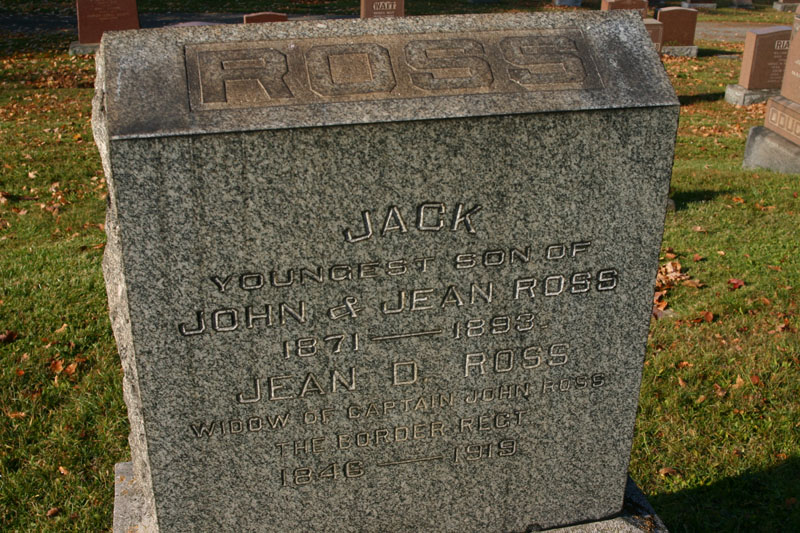 ROSS
JACK
YOUNGEST SON OF
JOHN & JEAN ROSS
1871 — 1893
JEAN D. ROSS
WIDOW OF CAPTAIN JOHN ROSS
THE BORDER REGT
1846 — 1919